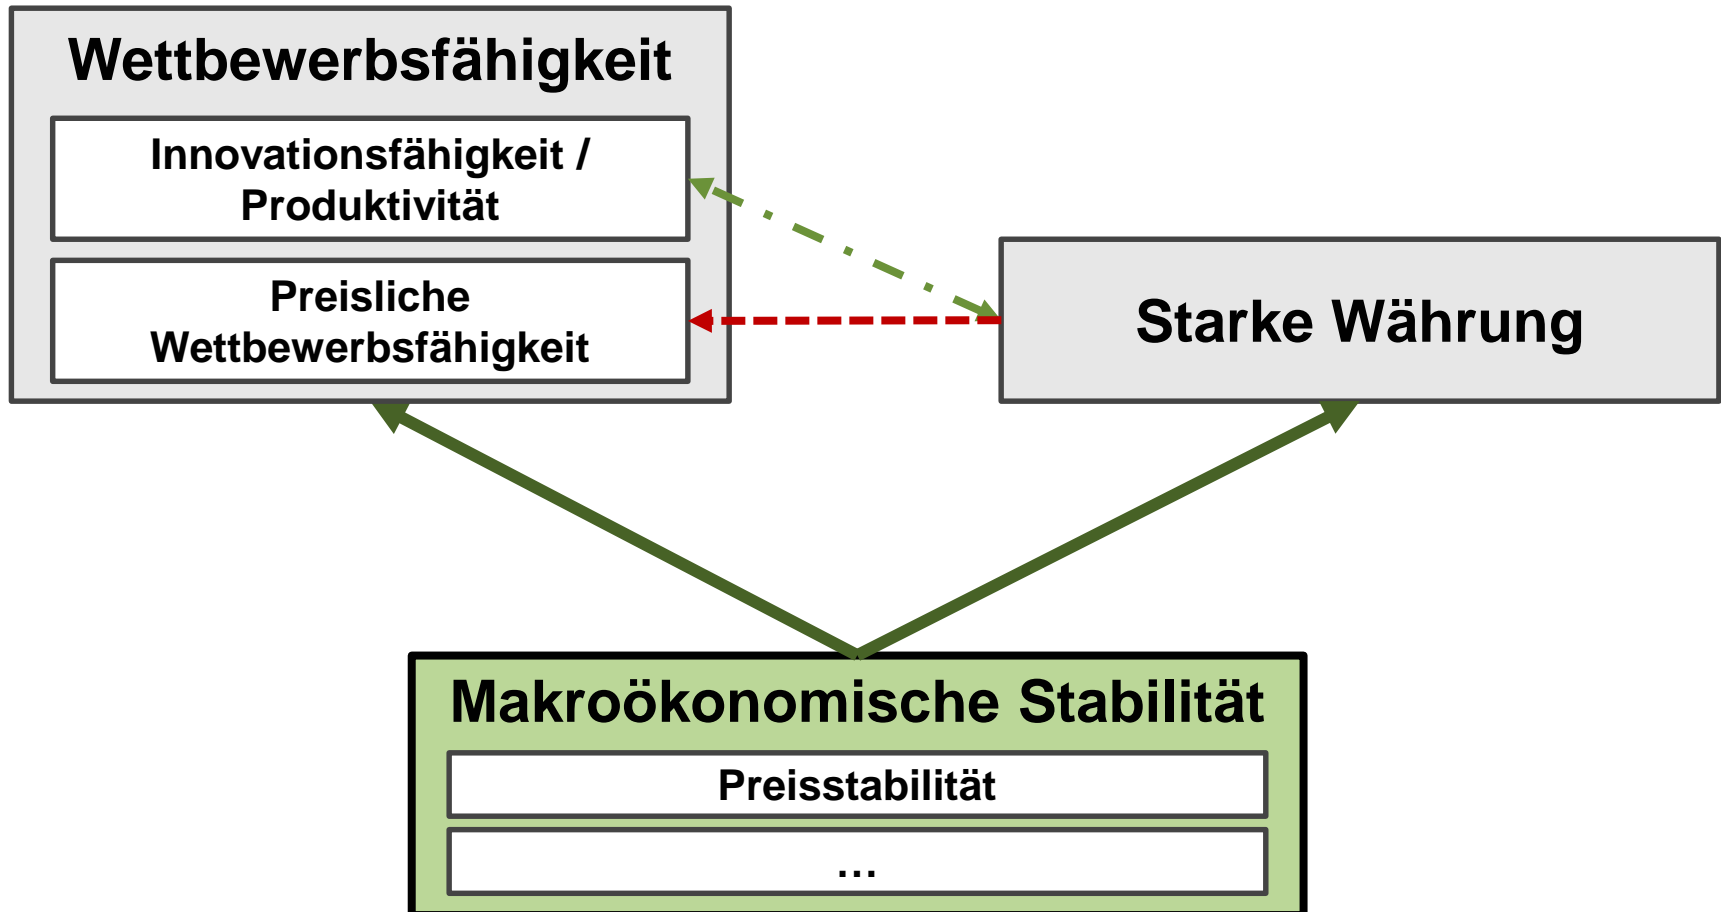 Wettbewerbsfähigkeit
Innovationsfähigkeit /
Produktivität
Preisliche
Wettbewerbsfähigkeit
Starke Währung
Makroökonomische Stabilität
Preisstabilität
...